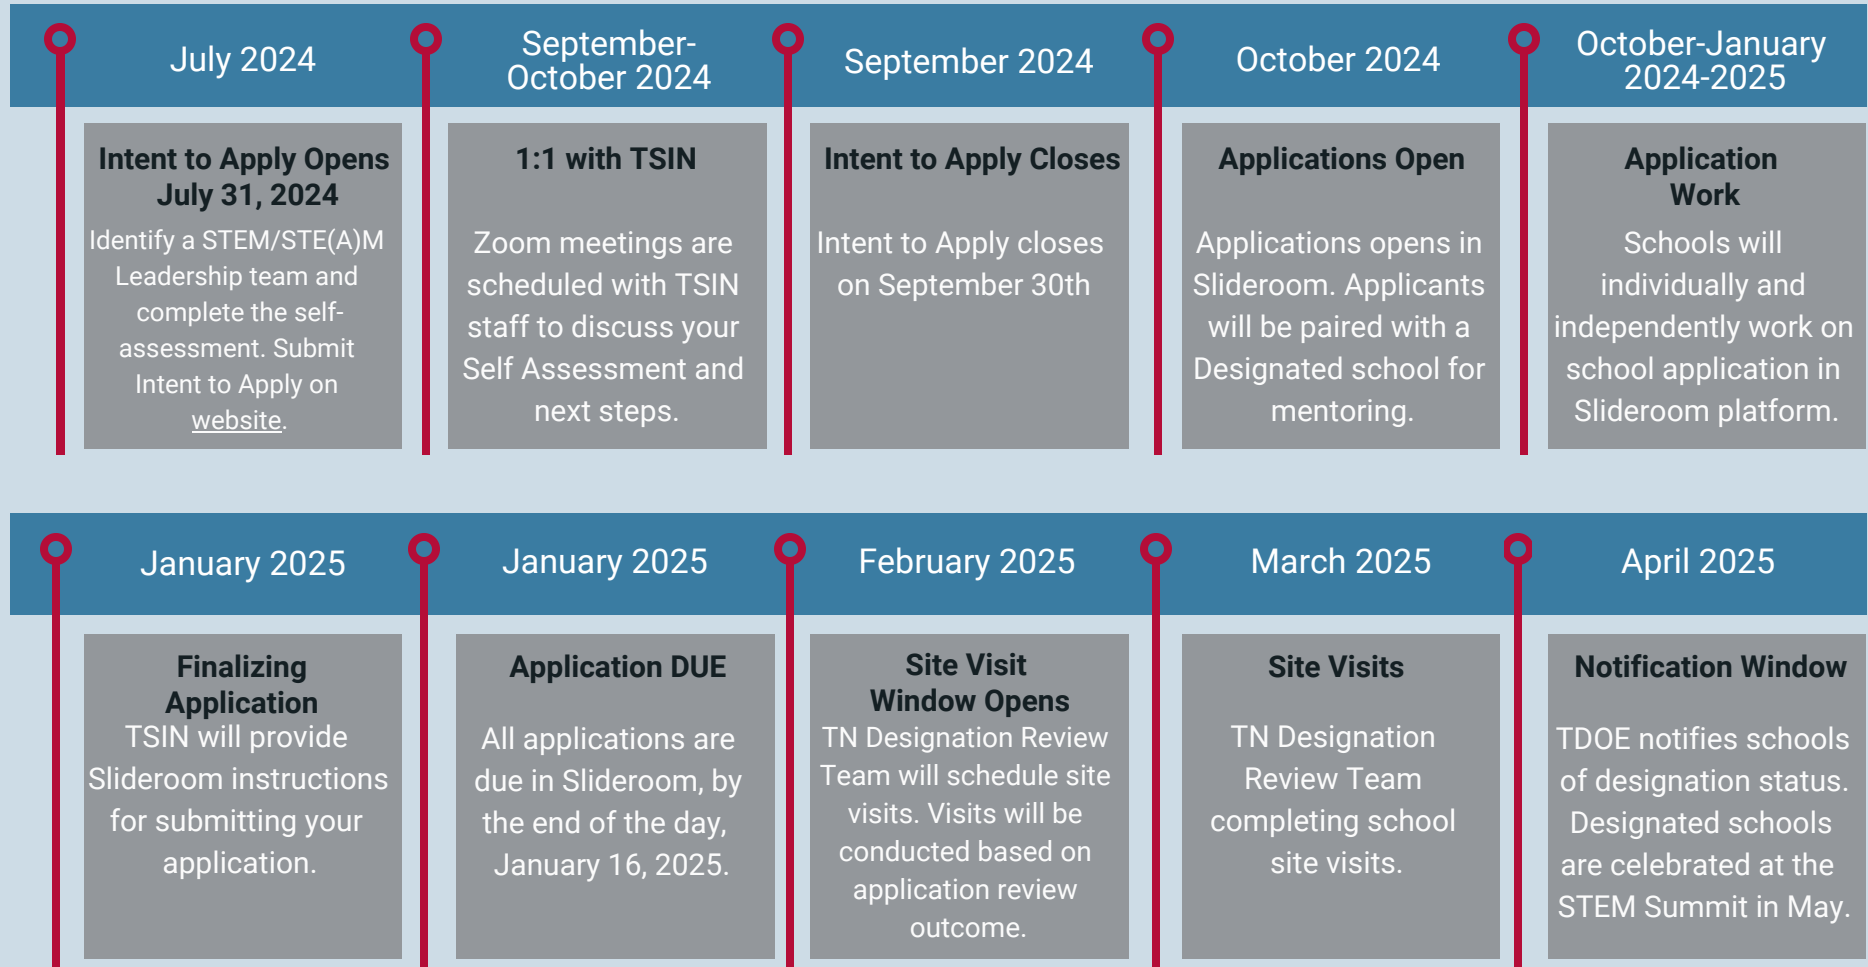 July 2024
September-
October 2024
September 2024
October 2024
October-January
2024-2025
Intent to Apply Opens
July 31, 2024
Identify a STEM/STE(A)M
Leadership team and
complete the self-
assessment. Submit
Intent to Apply on
website.
1:1 with TSIN
Zoom meetings are
scheduled with TSIN
staff to discuss your
Self Assessment and
next steps.
Intent to Apply Closes
Intent to Apply closes
on September 30th
Applications Open
Applications opens in
Slideroom. Applicants
will be paired with a
Designated school for
mentoring.
Application
Work
Schools will
individually and
independently work on
school application in
Slideroom platform.
January 2025
January 2025
February 2025
March 2025
April 2025
Finalizing
Application
TSIN will provide
Slideroom instructions
for submitting your
application.
Application DUE
All applications are
due in Slideroom, by
the end of the day,
January 16, 2025.
Site Visit
Window Opens
TN Designation Review
Team will schedule site
visits. Visits will be
conducted based on
application review
outcome.
Site Visits
TN Designation
Review Team
completing school
site visits.
Notification Window
TDOE notifies schools
of designation status.
Designated schools
are celebrated at the
STEM Summit in May.